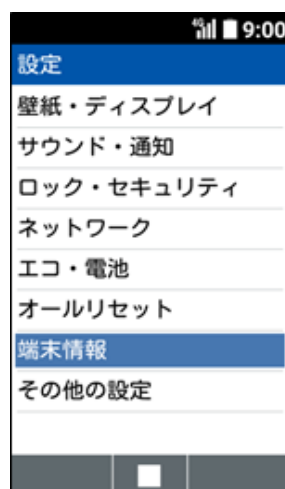 4G 9:00
設定
壁紙・ディスプレイ
サウンド・通知
ロック・セキュリティ
ネットワーク
エコ・電池
オールリセット
端末情報
その他の設定